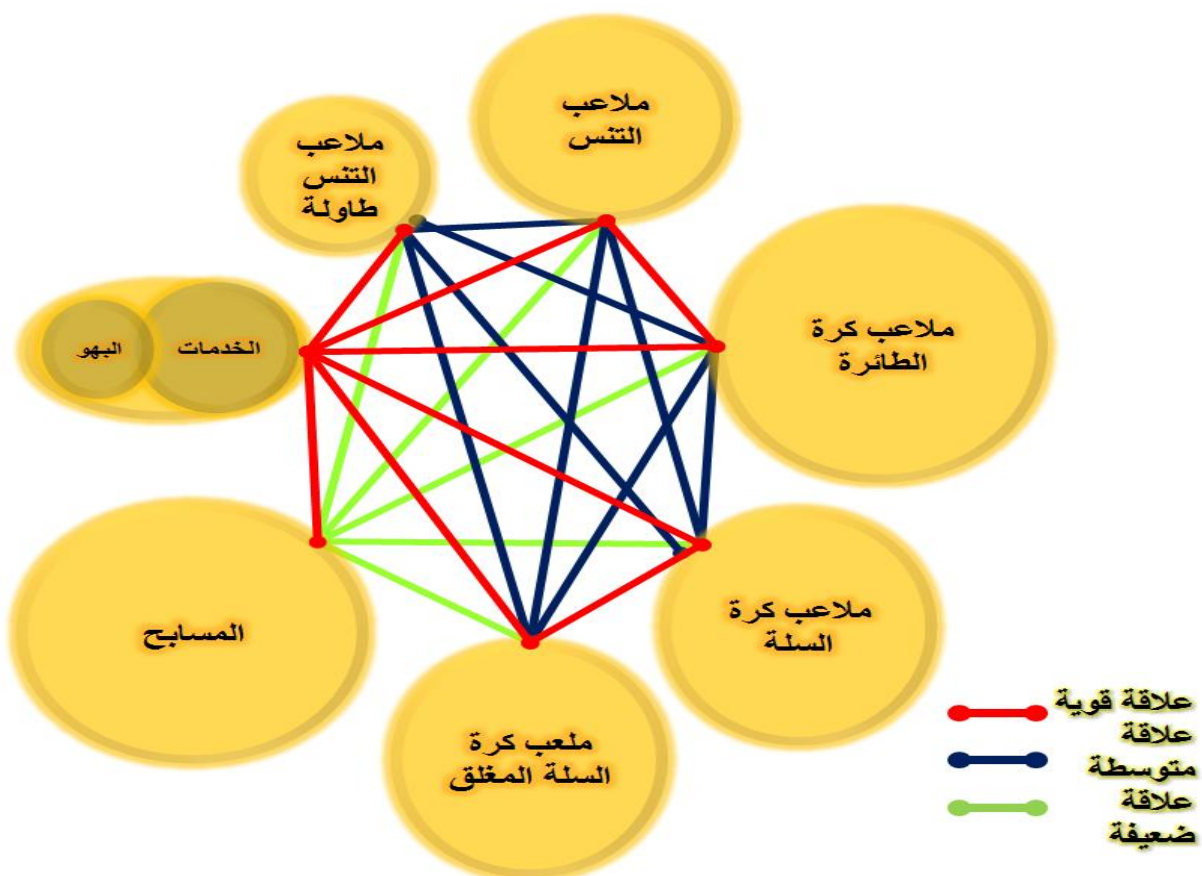 ملاعب
التنس
ملاعب
التنس
طاولة
ملاعب كرة
الطائرة
الخدمات
البهو
ملاعب كرة
السلة
المسابح
ملعب كرة
السلة المغلق
علاقة قوية
علاقة
متوسطة
علاقة
ضعيفة